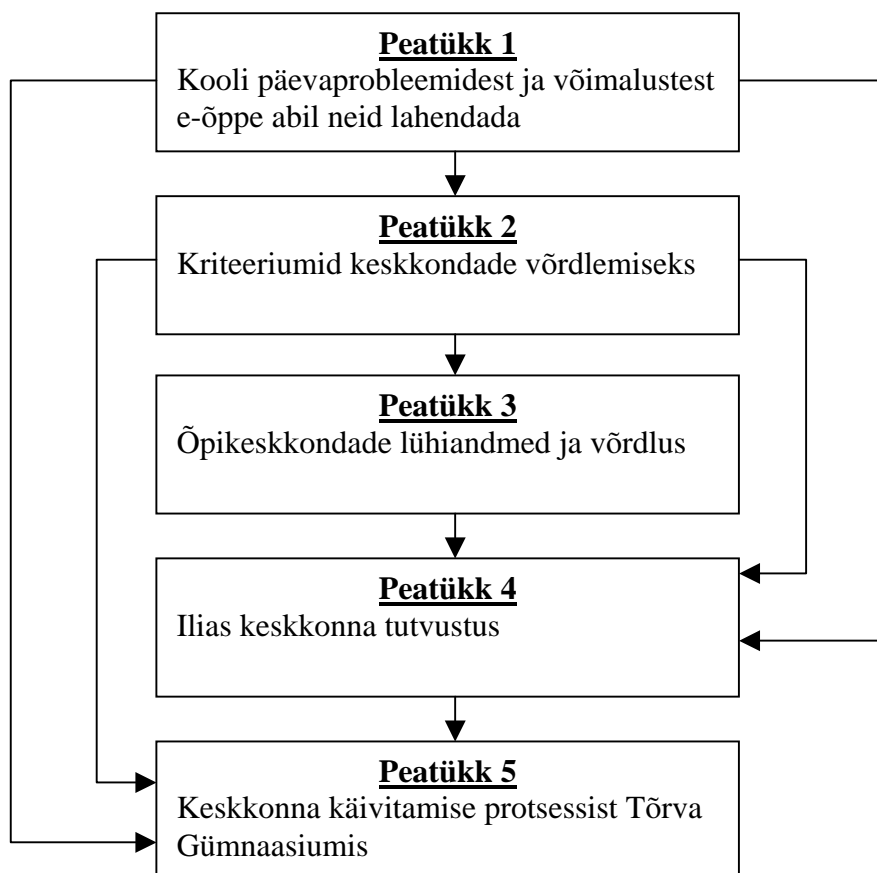 Peatükk 1
Kooli päevaprobleemidest ja võimalustest
e-õppe abil neid lahendada
Peatükk 2
Kriteeriumid keskkondade võrdlemiseks
Peatükk 3
Õpikeskkondade lühiandmed ja võrdlus
Peatükk 4
Ilias keskkonna tutvustus
Peatükk 5
Keskkonna käivitamise protsessist Tõrva
Gümnaasiumis